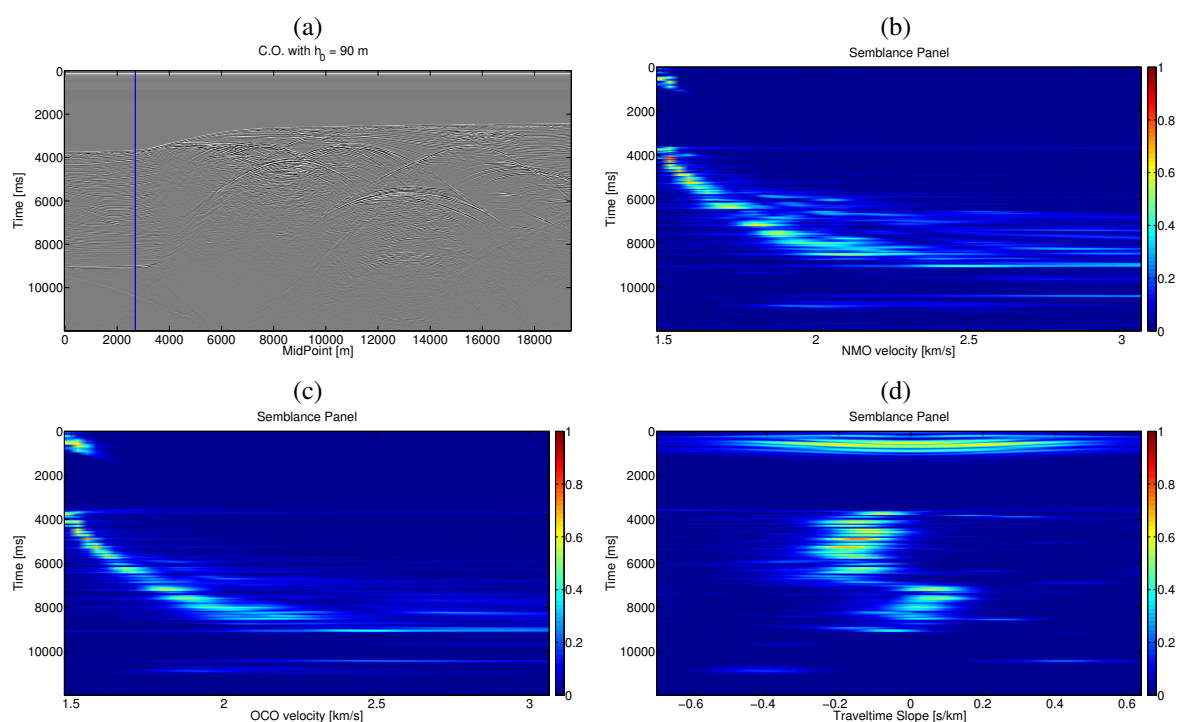 (a)
C.O. with h0 = 90 m
0
2000
4000
6000
8000
10000
Time [ms]
0 2000 4000 6000 8000 10000 12000 14000 16000 18000
MidPoint [m]
(b)
Semblance Panel
0
2000
4000
6000
8000
10000
Time [ms]
1.5 2 2.5 3
NMO velocity [km/s]
1
0.8
0.6
0.4
0.2
0
(c)
Semblance Panel
0
2000
4000
6000
8000
10000
Time [ms]
1.5 2 2.5 3
OCO velocity [km/s]
1
0.8
0.6
0.4
0.2
0
(d)
Semblance Panel
0
2000
4000
6000
8000
10000
Time [ms]
−0.6 −0.4 −0.2 0 0.2 0.4 0.6
Traveltime Slope [s/km]
1
0.8
0.6
0.4
0.2
0